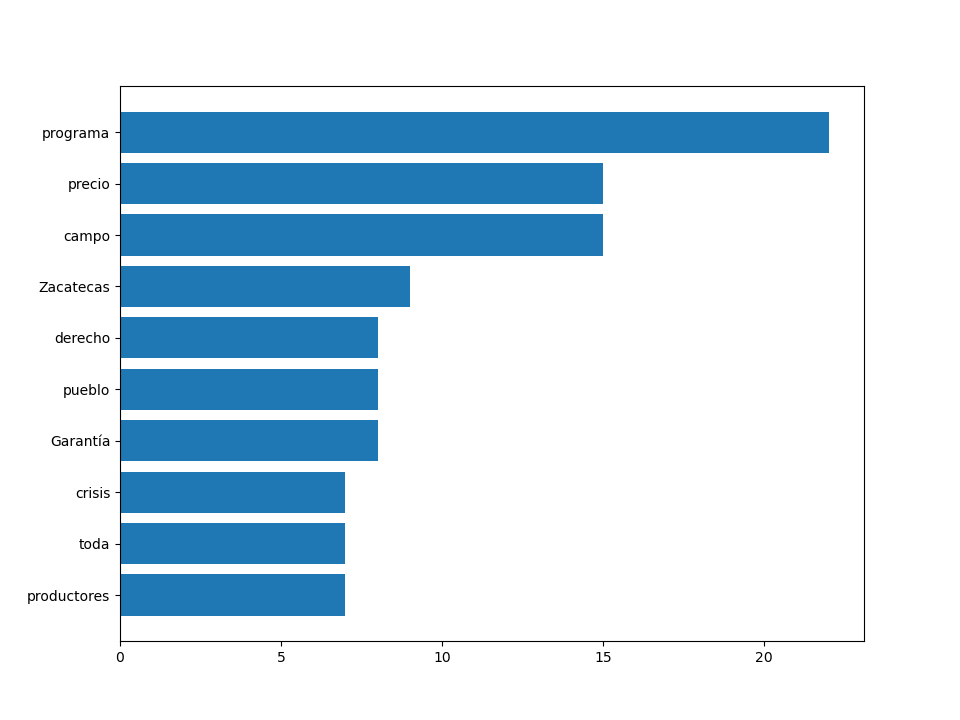 programa
precio
campo
Zacatecas
derecho
pueblo
Garantía
crisis
toda
productores
0 5 10 15 20